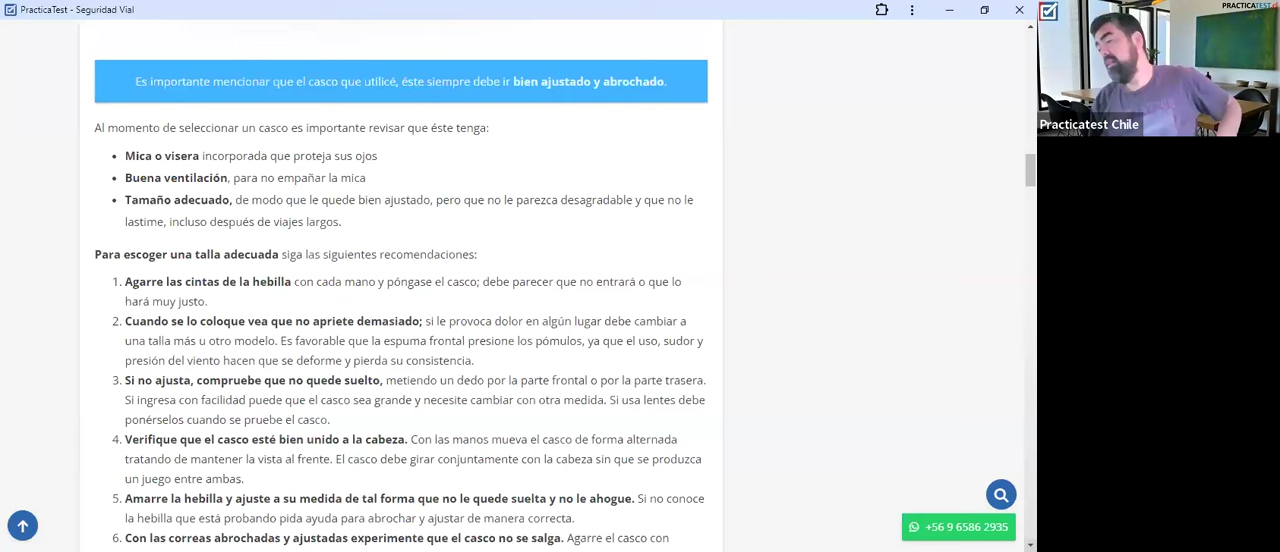 PracticaTest - Seguridad Vial
PRACTICATEST
Practicatest Chile
Es importante mencionar que el casco que utilicé, éste siempre debe ir bien ajustado y abrochado.
Al momento de seleccionar un casco es importante revisar que éste tenga:
• Mica o visera incorporada que proteja sus ojos
• Buena ventilación, para no empañar la mica
• Tamaño adecuado, de modo que le quede bien ajustado, pero que no le parezca desagradable y que no le
lastime, incluso después de viajes largos.
Para escoger una talla adecuada siga las siguientes recomendaciones:
1. Agarre las cintas de la hebilla con cada mano y póngase el casco; debe parecer que no entrará o que lo
hará muy justo.
2. Cuando se lo coloque vea que no apriete demasiado; si le provoca dolor en algún lugar debe cambiar a
una talla más u otro modelo. Es favorable que la espuma frontal presione los pómulos, ya que el uso, sudor y
presión del viento hacen que se deforme y pierda su consistencia.
3. Si no ajusta, compruebe que no quede suelto, metiendo un dedo por la parte frontal o por la parte trasera.
Si ingresa con facilidad puede que el casco sea grande y necesite cambiar con otra medida. Si usa lentes debe
ponérselos cuando se pruebe el casco.
4. Verifique que el casco esté bien unido a la cabeza. Con las manos mueva el casco de forma alternada
tratando de mantener la vista al frente. El casco debe girar conjuntamente con la cabeza sin que se produzca
un juego entre ambas.
5. Amarre la hebilla y ajuste a su medida de tal forma que no le quede suelta y no le ahogue. Si no conoce
la hebilla que está probando pida ayuda para abrochar y ajustar de manera correcta.
6. Con las correas abrochadas y ajustadas experimente que el casco no se salga. Agarre el casco con
+56 9 6586 2935